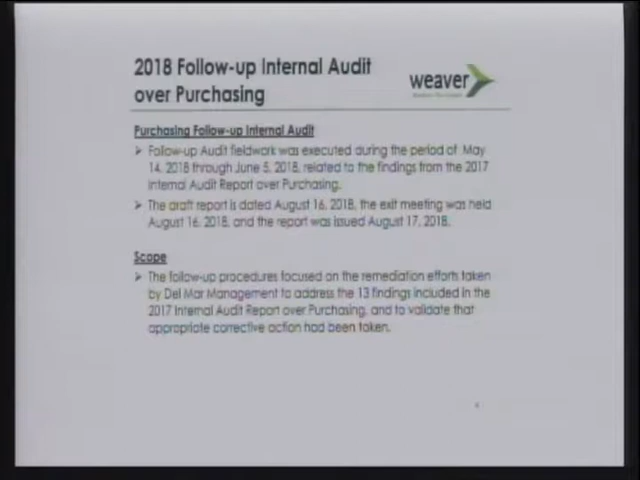 2018 Follow-up Internal Audit
over Purchasing
weaver
Purchasing Follow-up Internal Audit
➢ Follow-up Audit fieldwork was executed during the period of May
14, 2018 through June 5, 2018, related to the findings from the 2017
Internal Audit Report over Purchasing.
➢ The draft report is dated August 16, 2018, the exit meeting was held
August 16, 2018, and the report was issued August 17, 2018.
Scope
➢ The follow-up procedures focused on the remediation efforts taken
by Del Mar Management to address the 13 findings included in the
2017 Internal Audit Report over Purchasing, and to validate that
appropriate corrective action had been taken.